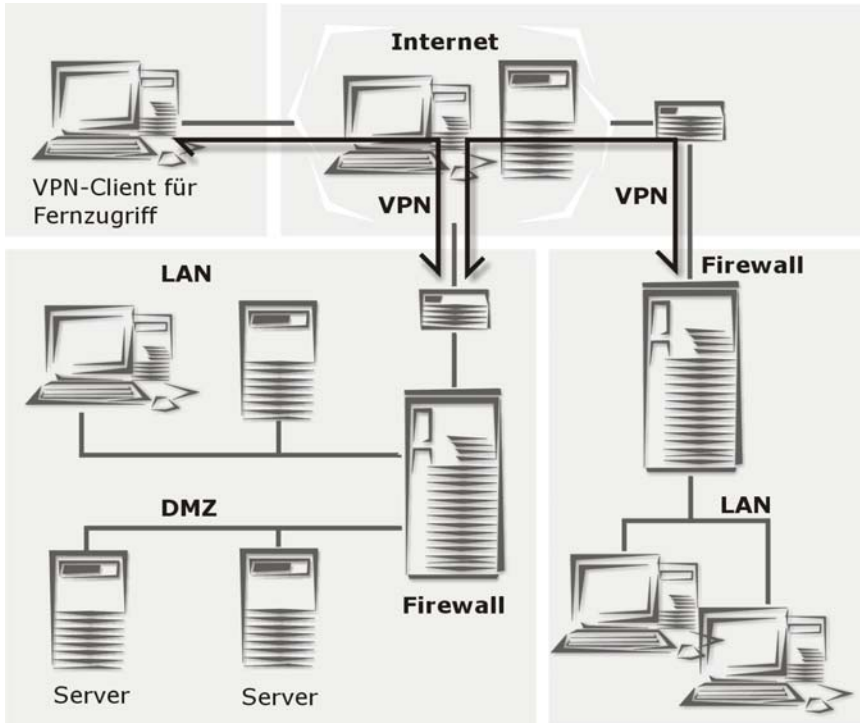 Internet
VPN-Client für
Fernzugriff
VPN
VPN
LAN
Firewall
DMZ
LAN
Firewall
Server
Server